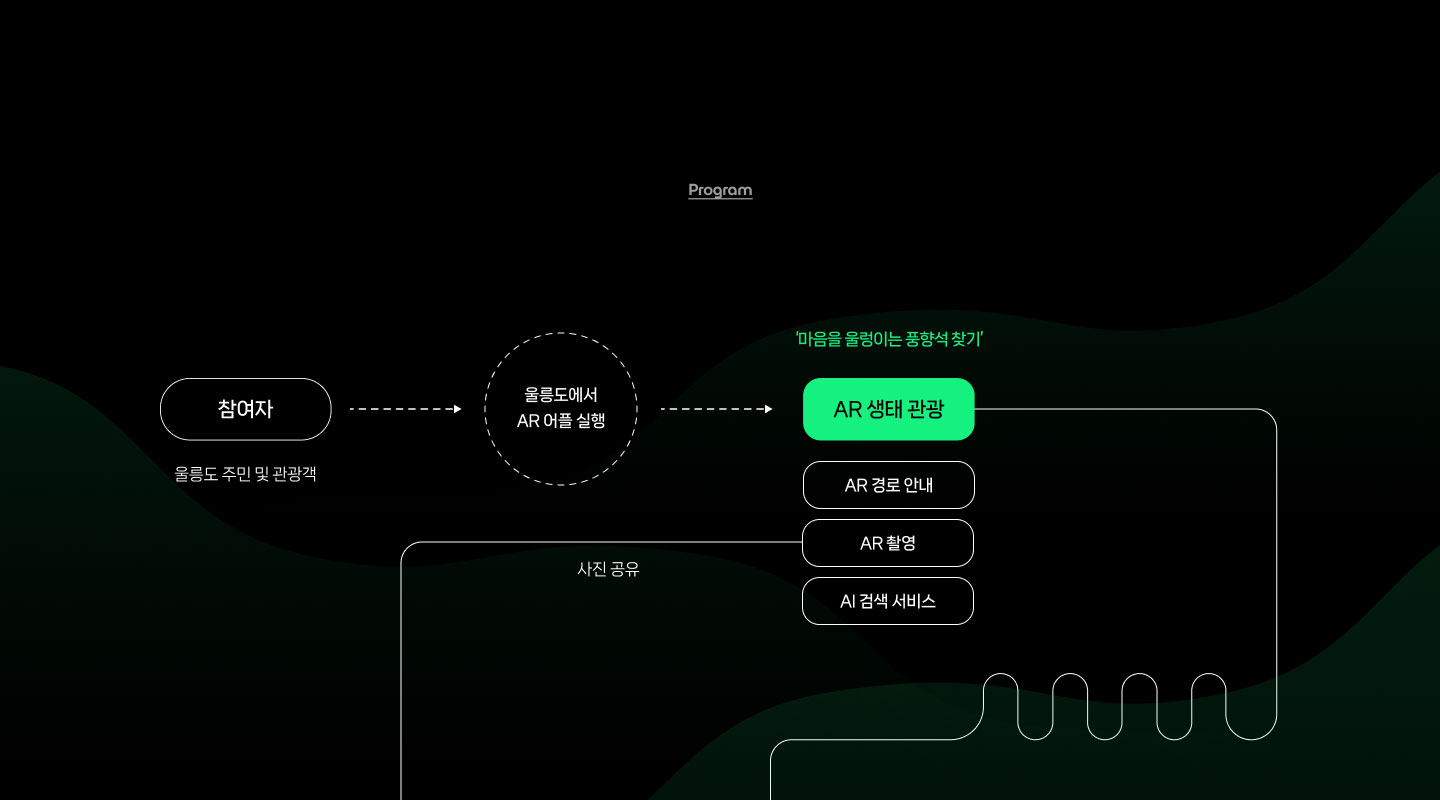 Program
참여자
울릉도 주민 및 관광객
울릉도에서
AR 어플 실행
'마음을 울렁이는 풍향석 찾기'
AR 생태 관광
AR 경로 안내
AR 촬영
AI 검색 서비스
사진 공유